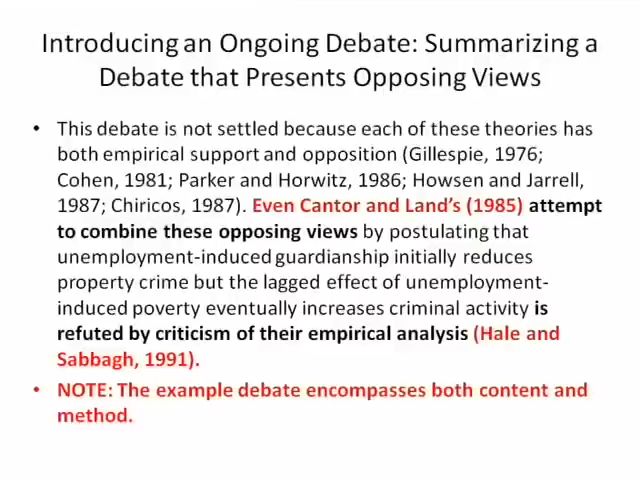 Introducing an Ongoing Debate: Summarizing a
Debate that Presents Opposing Views
• This debate is not settled because each of these theories has
both empirical support and opposition (Gillespie, 1976;
Cohen, 1981; Parker and Horwitz, 1986; Howsen and Jarrell,
1987; Chiricos, 1987). Even Cantor and Land’s (1985) attempt
to combine these opposing views by postulating that
unemployment-induced guardianship initially reduces
property crime but the lagged effect of unemployment-
induced poverty eventually increases criminal activity is
refuted by criticism of their empirical analysis (Hale and
Sabbagh, 1991).
• NOTE: The example debate encompasses both content and
method.